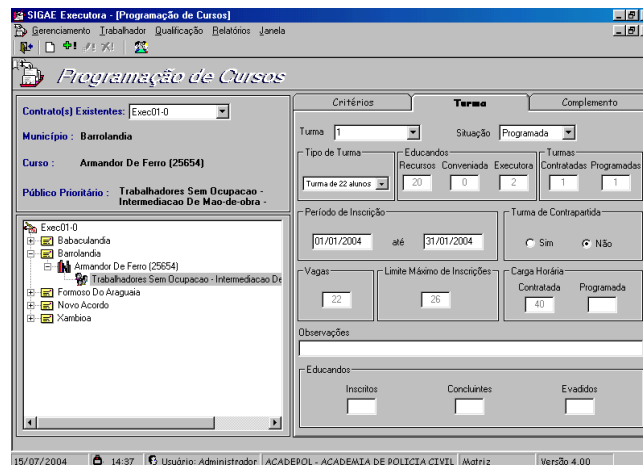 SIGAE Executora - [Programação de Cursos]
Gerenciamento Trabalhador Qualificação Relatórios Janela
Programação de Cursos
Contrato(s) Existentes: Exec01-0
Município : Barrolandia
Curso : Armandor De Ferro (25654)
Público Prioritário : Trabalhadores Sem Ocupacao -
Intermediacao De Mao-de-obra -
Exec01-0
Babaculandia
Barrolandia
Armandor De Ferro (25654)
Trabalhadores Sem Ocupacao - Intermediacao De
Formoso Do Araguaia
Novo Acordo
Xambioa
Critérios Turma Complemento
Turma 1 Situação Programada
Tipo de Turma Educandos Turmas
Recursos Conveniada Executora Contratadas Programadas
Turma de 22 alunos 20 0 2 1 1
Período de Inscrição Turma de Contrapartida
01/01/2004 até 31/01/2004 Sim Não
Vagas Limite Máximo de Inscrições Carga Horária
Contratada Programada
22 26 40
Observações
Educandos
Inscritos Concluintes Evadidos
15/07/2004 14:37 Usuário: Administrador ACADEPOL - ACADEMIA DE POLICIA CIVIL Matriz Versão 4.00